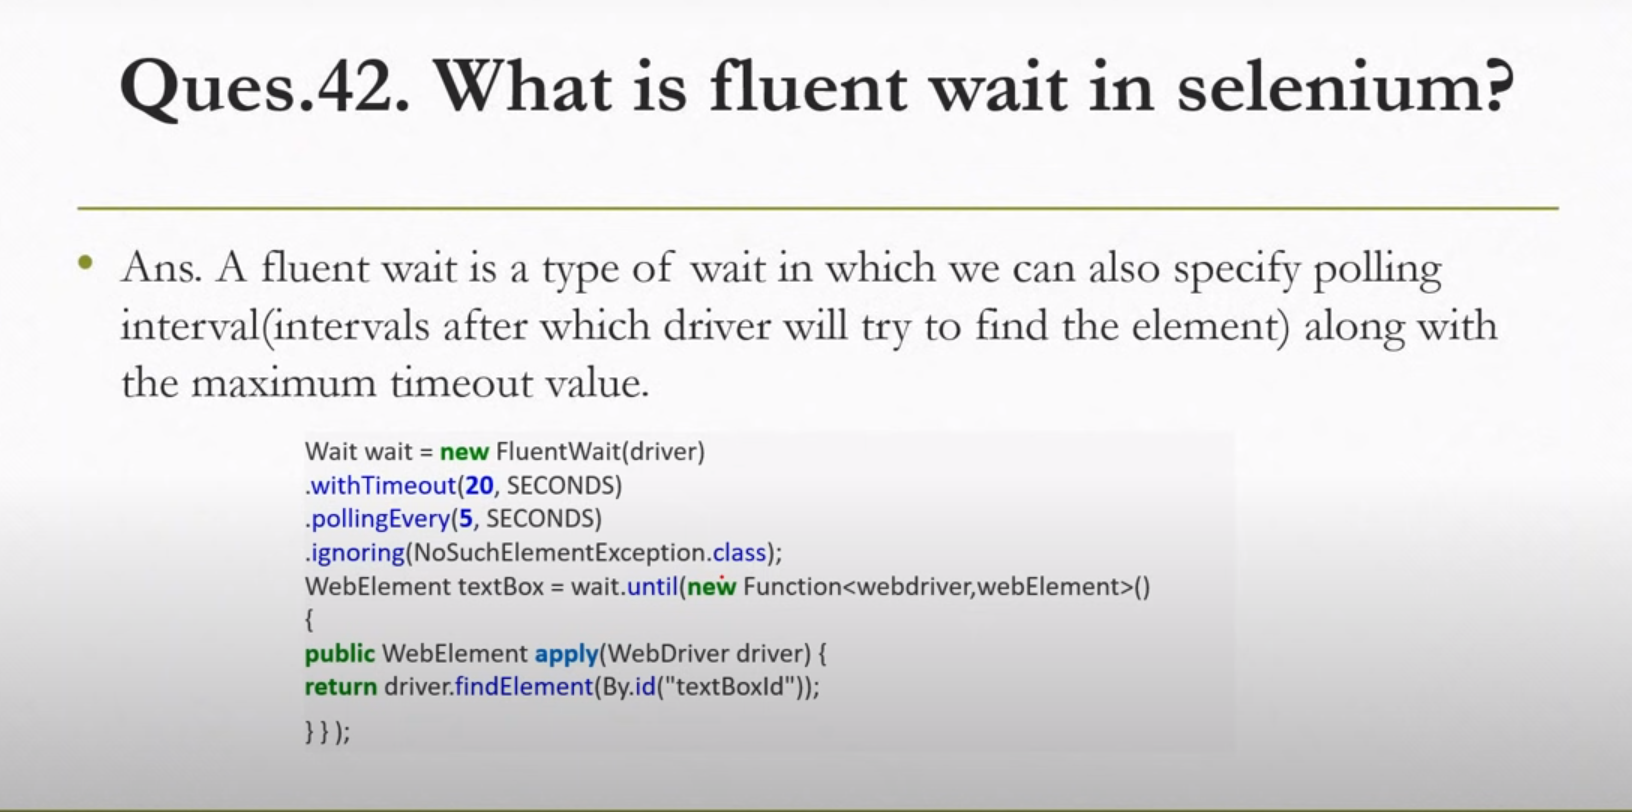 Ques.42. What is fluent wait in selenium?
• Ans. A fluent wait is a type of wait in which we can also specify polling
interval(intervals after which driver will try to find the element) along with
the maximum timeout value.
Wait wait = new FluentWait(driver)
.withTimeout(20, SECONDS)
.pollingEvery(5, SECONDS)
.ignoring(NoSuchElementException.class);
WebElement textBox = wait.until(new Function<webdriver,webElement>()
{
public WebElement apply(WebDriver driver) {
return driver.findElement(By.id("textBoxId"));
} } );